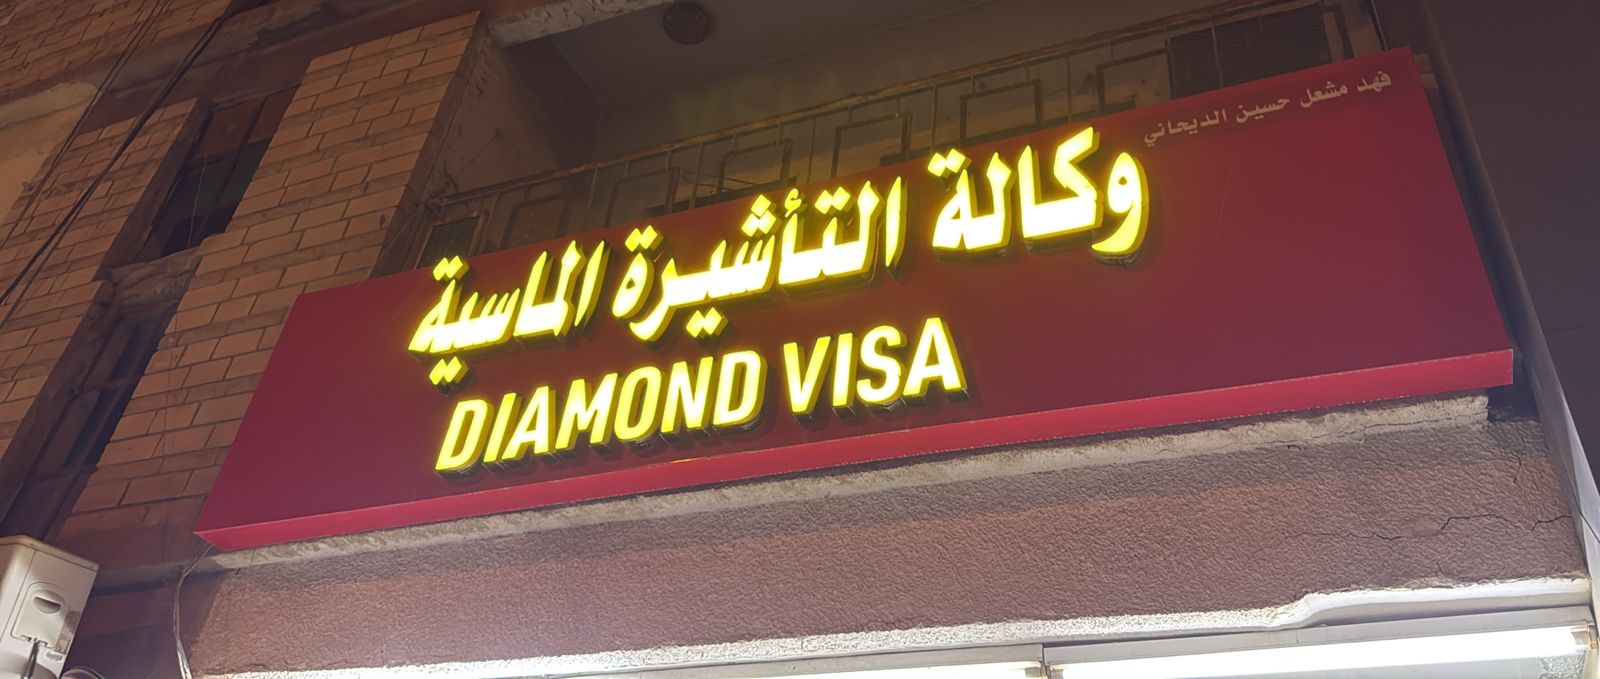 فهد مشعل حسين الديحاني
وكالة التأشيرة الماسية
DIAMOND VISA